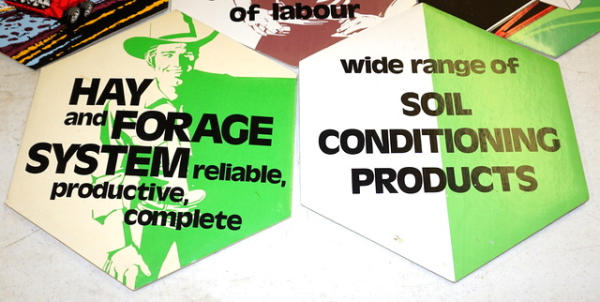 of labour
HAY
and FORAGE
SYSTEM reliable,
productive,
complete
wide range of
SOIL
CONDITIONING
PRODUCTS